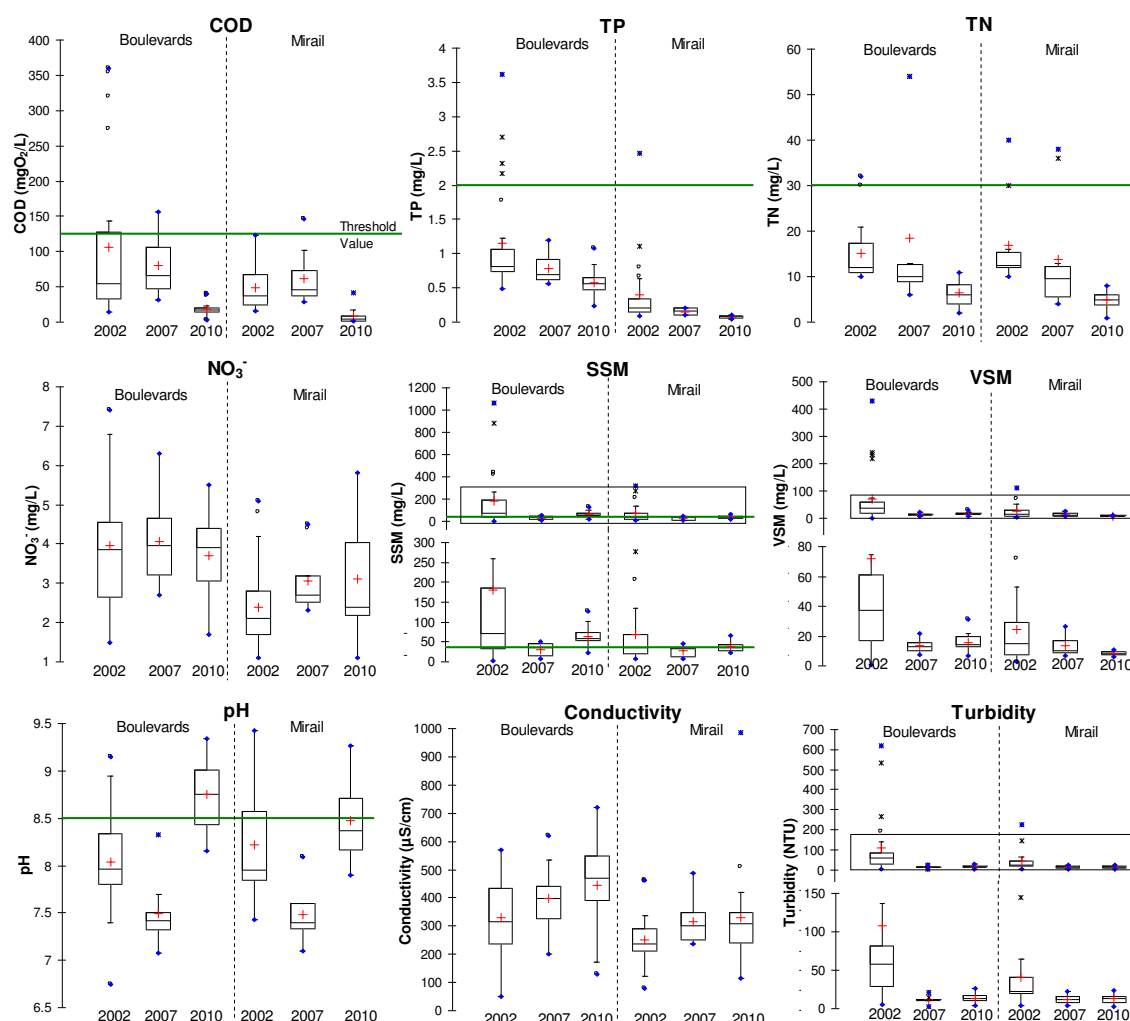 COD
Boulevards Mirail
COD (mgO2/L)
400
350
300
250
200
150
100
50
0
Threshold
Value
2002 2007 2010 2002 2007 2010
TP
Boulevards Mirail
TP (mg/L)
4
3.5
3
2.5
2
1.5
1
0.5
0
2002 2007 2010 2002 2007 2010
TN
Boulevards Mirail
TN (mg/L)
60
50
40
30
20
10
0
2002 2007 2010 2002 2007 2010
NO3-
Boulevards Mirail
NO3- (mg/L)
8
7
6
5
4
3
2
1
2002 2007 2010 2002 2007 2010
SSM
Boulevards Mirail
SSM (mg/L)
1200
1000
800
600
400
200
0
300
250
200
150
100
50
0
2002 2007 2010 2002 2007 2010
VSM
Boulevards Mirail
VSM (mg/L)
500
400
300
200
100
0
80
60
40
20
0
2002 2007 2010 2002 2007 2010
pH
Boulevards Mirail
pH
9.5
9
8.5
8
7.5
7
6.5
2002 2007 2010 2002 2007 2010
Conductivity
Boulevards Mirail
Conductivity (µS/cm)
1000
900
800
700
600
500
400
300
200
100
0
2002 2007 2010 2002 2007 2010
Turbidity
Boulevards Mirail
Turbidity (NTU)
700
600
500
400
300
200
100
0
150
100
50
0
2002 2007 2010 2002 2007 2010